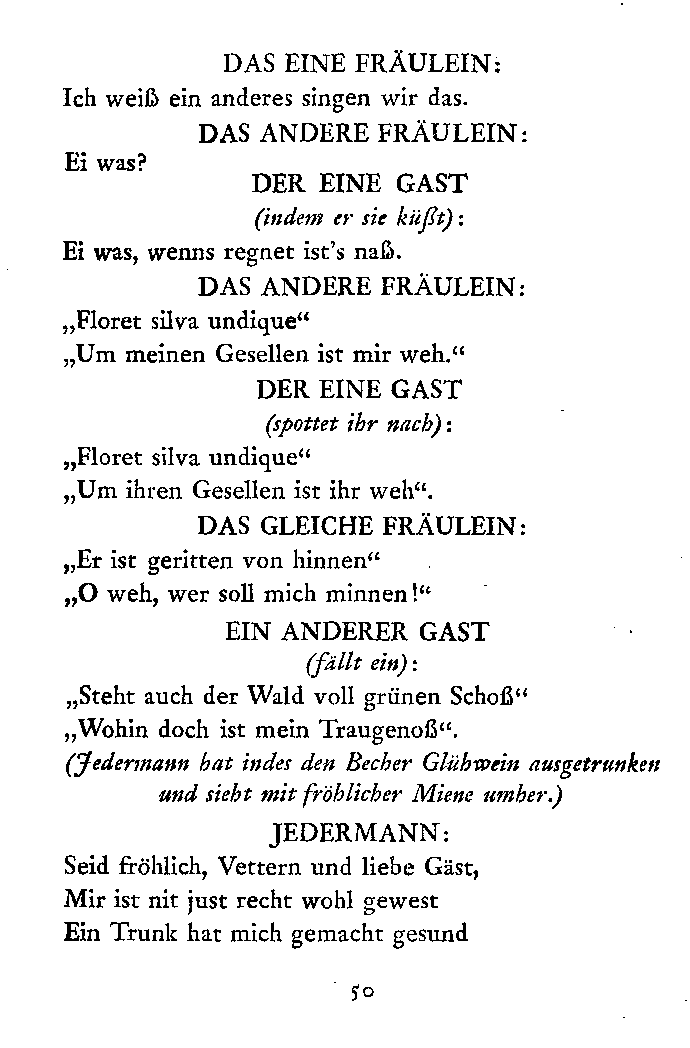 DAS EINE FRÄULEIN:
Ich weiß ein anderes singen wir das.
DAS ANDERE FRÄULEIN:
Ei was?
DER EINE GAST
(indem er sie küßt):
Ei was, wenns regnet ist's naß.
DAS ANDERE FRÄULEIN:
„Floret silva undique“
„Um meinen Gesellen ist mir weh.“
DER EINE GAST
(spottet ihr nach):
„Floret silva undique“
„Um ihren Gesellen ist ihr weh“.
DAS GLEICHE FRÄULEIN:
„Er ist geritten von hinnen“
„O weh, wer soll mich minnen!“
EIN ANDERER GAST
(fällt ein):
„Steht auch der Wald voll grünen Schoß“
„Wohin doch ist mein Traugenoß“.
(Jedermann hat indes den Becher Glühwein ausgetrunken
und sieht mit fröhlicher Miene umher.)
JEDERMANN:
Seid fröhlich, Vettern und liebe Gäst,
Mir ist nit just recht wohl gewest
Ein Trunk hat mich gemacht gesund
50